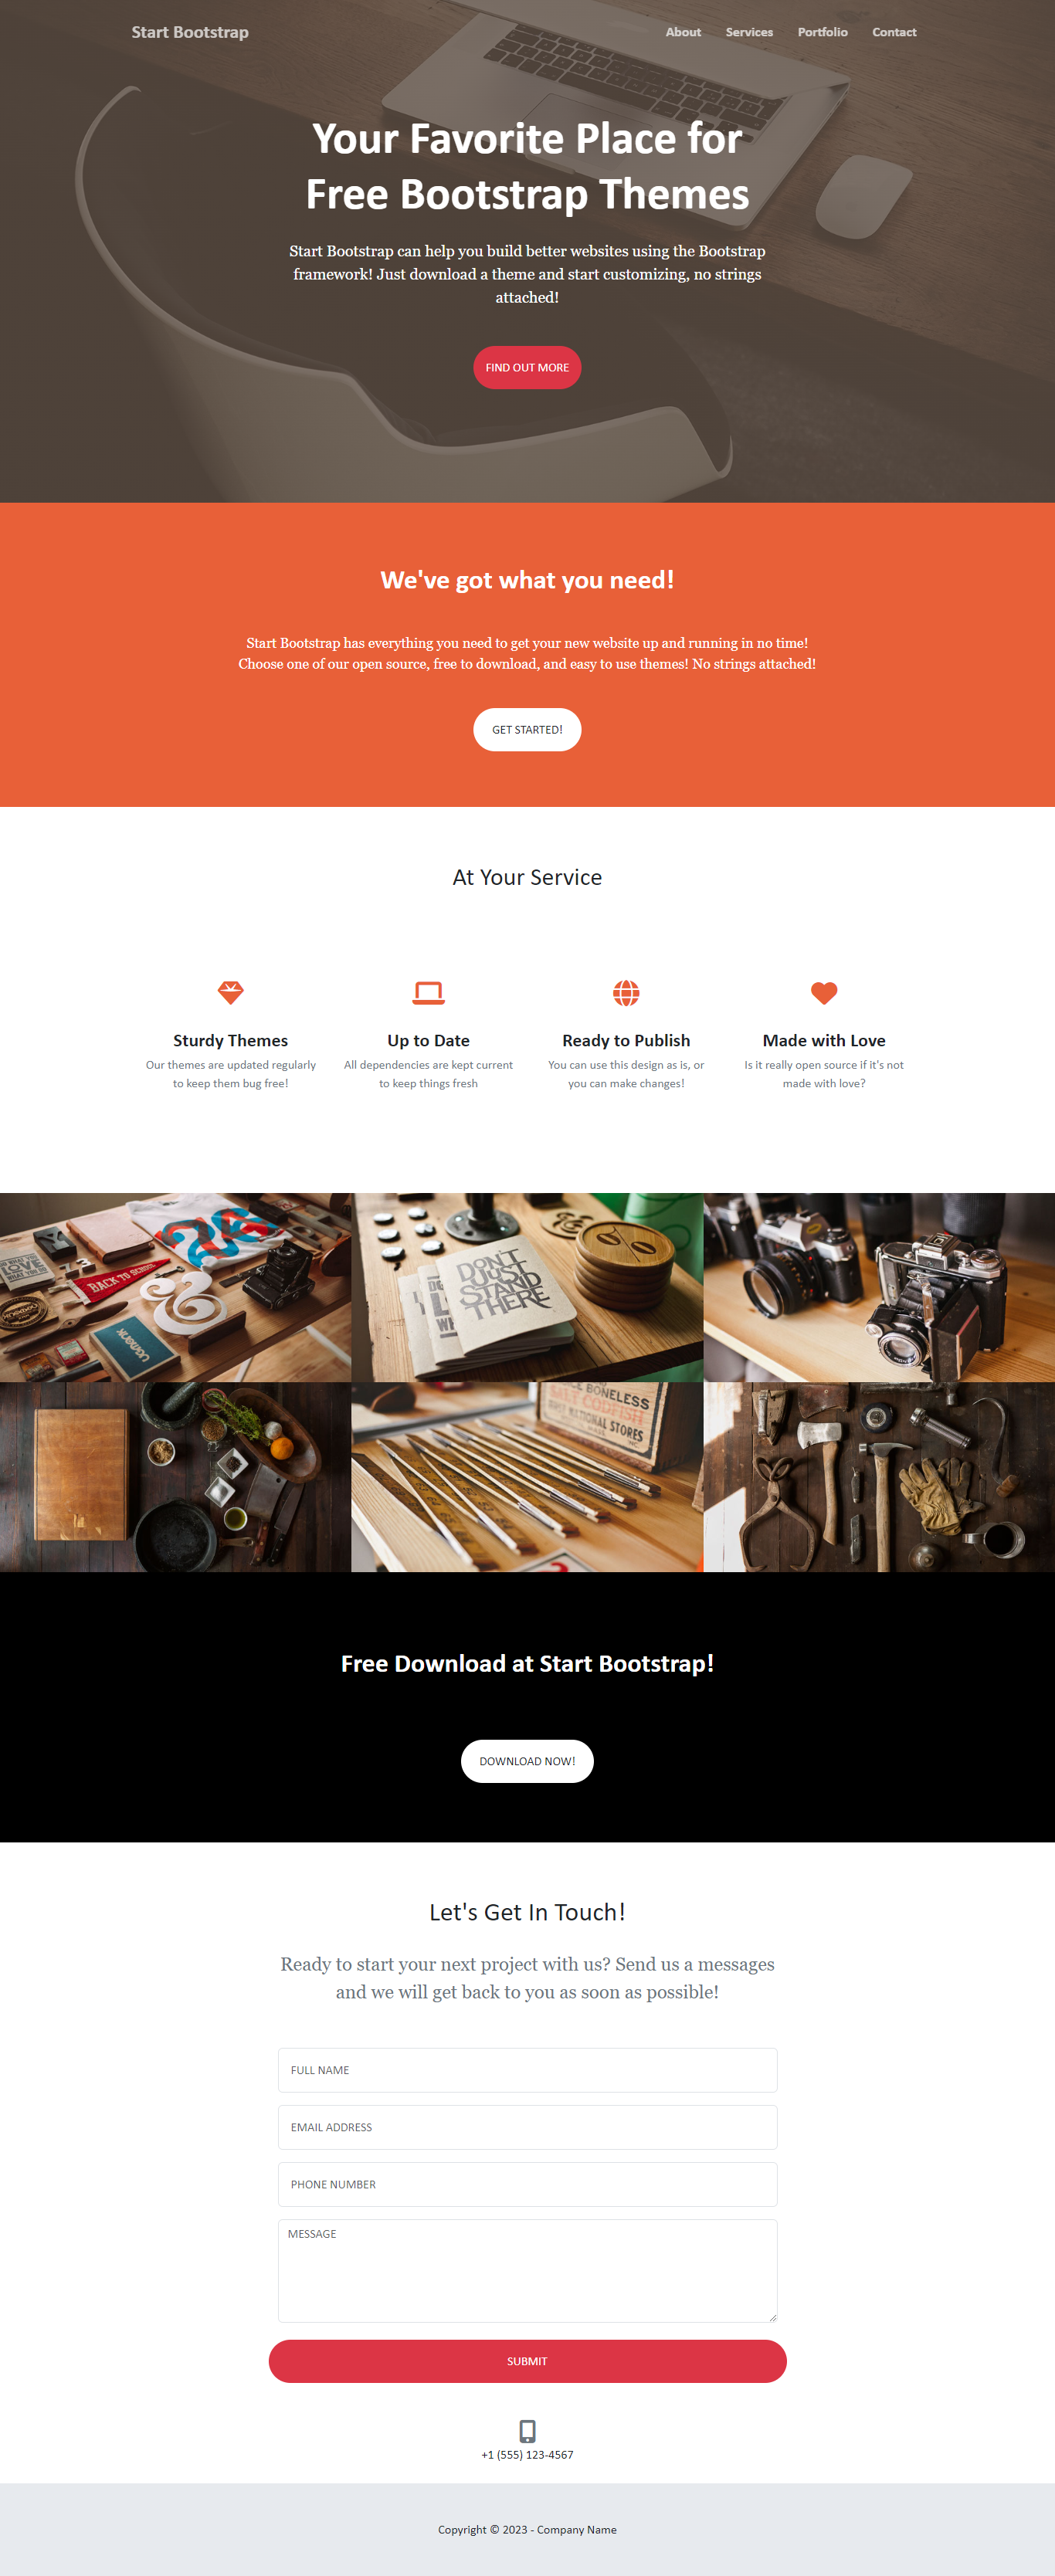 Start Bootstrap
About
Services
Portfolio
Contact
Your Favorite Place for
Free Bootstrap Themes
Start Bootstrap can help you build better websites using the Bootstrap
framework! Just download a theme and start customizing, no strings
attached!
FIND OUT MORE
We've got what you need!
Start Bootstrap has everything you need to get your new website up and running in no time!
Choose one of our open source, free to download, and easy to use themes! No strings attached!
GET STARTED!
At Your Service
Sturdy Themes
Our themes are updated regularly
to keep them bug free!
Up to Date
All dependencies are kept current
to keep things fresh
Ready to Publish
You can use this design as is, or
you can make changes!
Made with Love
Is it really open source if it's not
made with love?
LOVE
BACK TO SCHOOL
DON'T
JUST
STAND
THERE
BONELESS
NATIONAL STORES
Free Download at Start Bootstrap!
DOWNLOAD NOW!
Let's Get In Touch!
Ready to start your next project with us? Send us a messages
and we will get back to you as soon as possible!
FULL NAME
EMAIL ADDRESS
PHONE NUMBER
MESSAGE
SUBMIT
+1 (555) 123-4567
Copyright © 2023 - Company Name